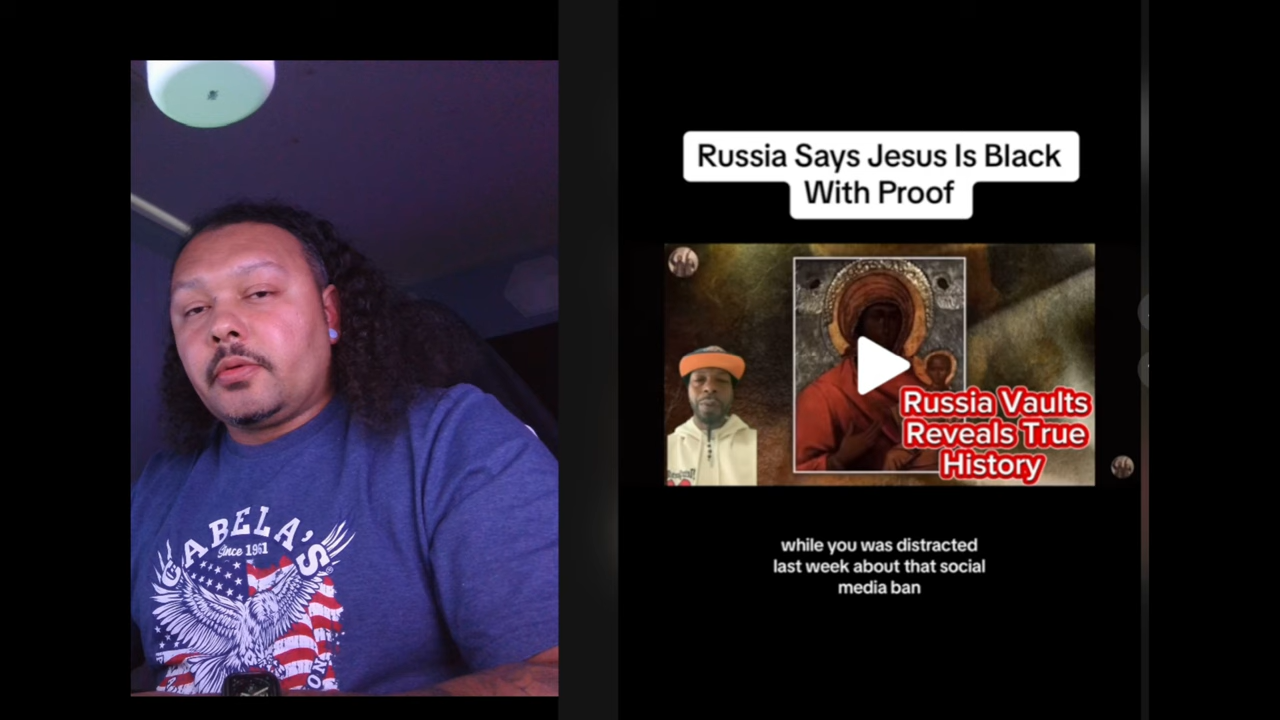 CABELA'S
Since 1961
Russia Says Jesus Is Black
With Proof
Russia Vaults
Reveals True
History
while you was distracted
last week about that social
media ban